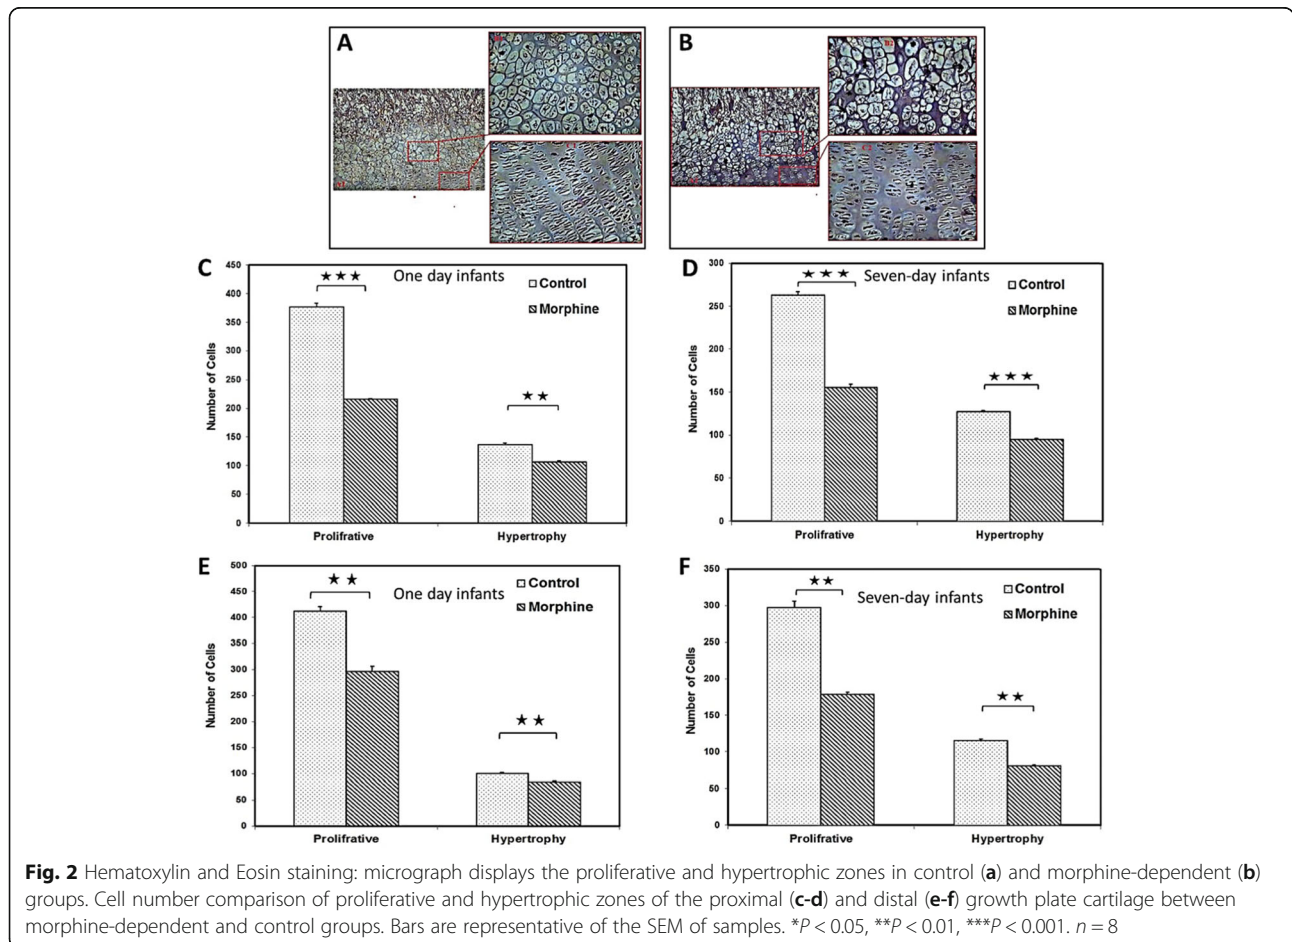 A
B
C
One day infants
★★★
★★
Control
Morphine
Number of Cells
450
400
350
300
250
200
150
100
50
0
Prolifrative
Hypertrophy
D
Seven-day infants
★★★
★★★
Control
Morphine
Number of Cells
300
250
200
150
100
50
0
Prolifrative
Hypertrophy
E
One day infants
★★
★★
Control
Morphine
Number of Cells
500
450
400
350
300
250
200
150
100
50
0
Prolifrative
Hypertrophy
F
Seven-day infants
★★
★★
Control
Morphine
Number of Cells
350
300
250
200
150
100
50
0
Prolifrative
Hypertrophy
Fig. 2 Hematoxylin and Eosin staining: micrograph displays the proliferative and hypertrophic zones in control (a) and morphine-dependent (b)
groups. Cell number comparison of proliferative and hypertrophic zones of the proximal (c-d) and distal (e-f) growth plate cartilage between
morphine-dependent and control groups. Bars are representative of the SEM of samples. *P < 0.05, **P < 0.01, ***P < 0.001. n = 8